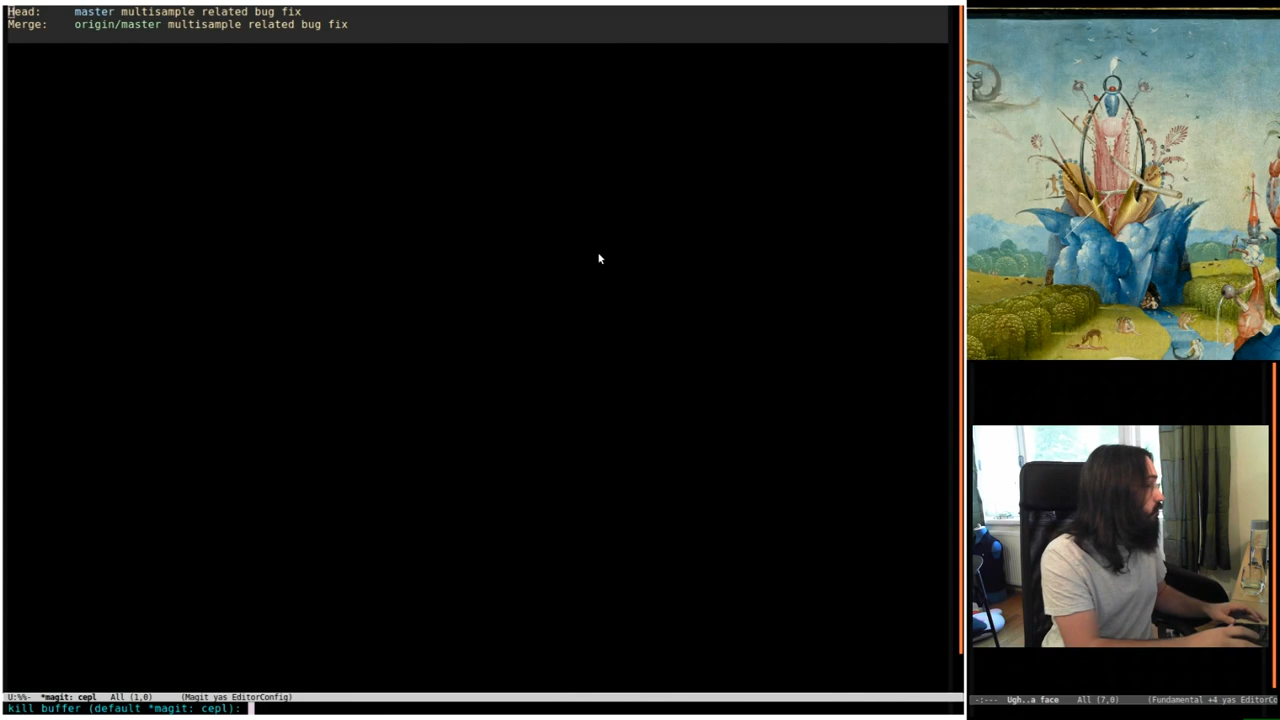 Head:     master multisample related bug fix
Merge:    origin/master multisample related bug fix
U:%%-  *magit: cepl   All (1,0)      (Magit yas EditorConfig)
kill buffer (default *magit: cepl):
-:---  Ugh..a face    All (7,0)      (Fundamental +4 yas EditorCo